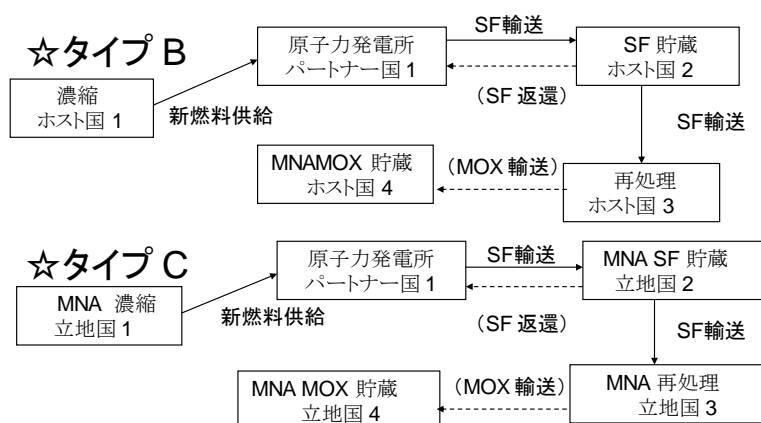 ☆タイプ B
濃縮
ホスト国 1
新燃料供給
原子力発電所
パートナー国 1
SF輸送
(SF 返還)
SF 貯蔵
ホスト国 2
SF輸送
再処理
ホスト国 3
(MOX 輸送)
MNAMOX 貯蔵
ホスト国 4
☆タイプ C
MNA 濃縮
立地国 1
新燃料供給
原子力発電所
パートナー国 1
SF輸送
(SF 返還)
MNA SF 貯蔵
立地国 2
SF輸送
MNA 再処理
立地国 3
(MOX 輸送)
MNA MOX 貯蔵
立地国 4